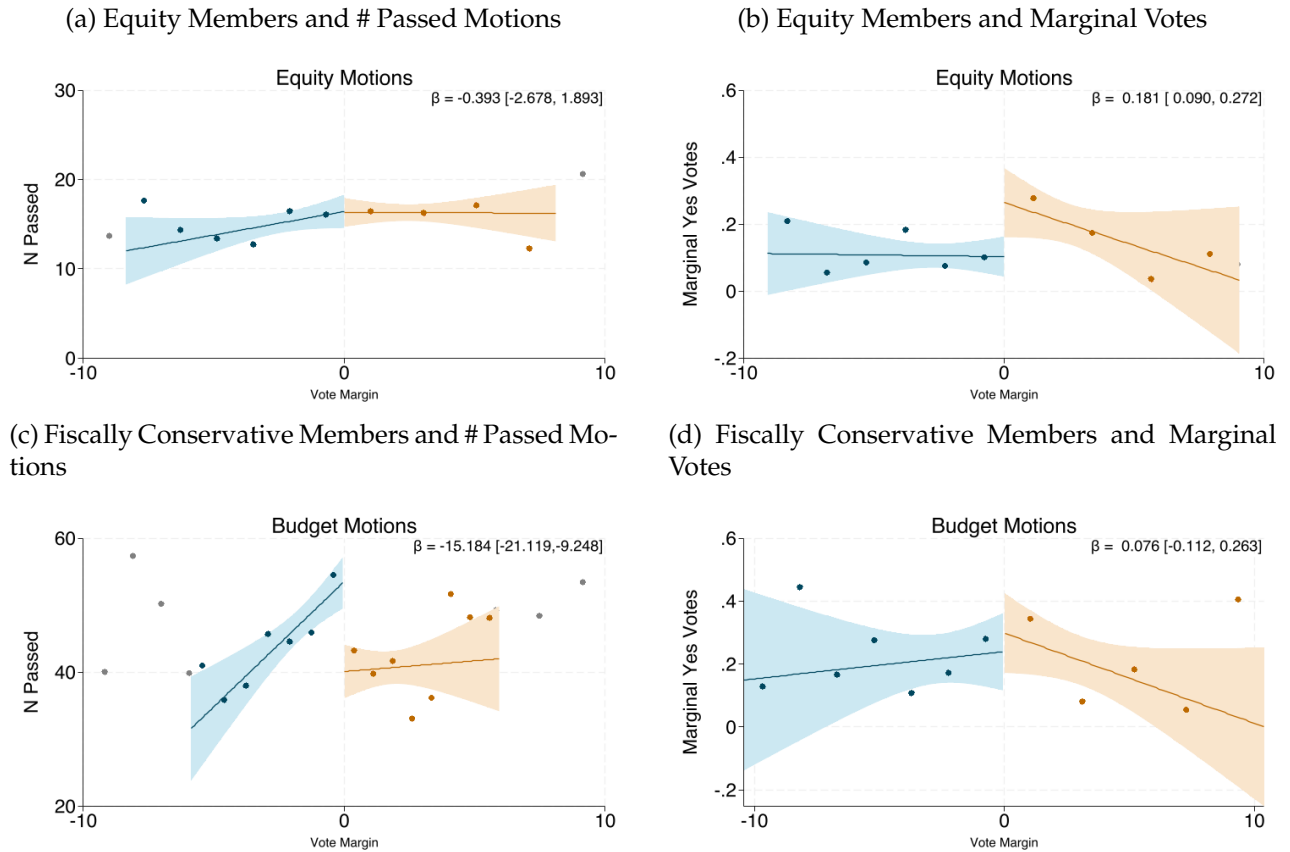 (a) Equity Members and # Passed Motions
Equity Motions
β = -0.393 [-2.678, 1.893]
30
20
10
0
N Passed
-10
0
10
Vote Margin
(b) Equity Members and Marginal Votes
Equity Motions
β = 0.181 [ 0.090, 0.272]
.6
.4
.2
0
-.2
Marginal Yes Votes
-10
0
10
Vote Margin
(c) Fiscally Conservative Members and # Passed Mo-
tions
Budget Motions
β = -15.184 [-21.119,-9.248]
60
40
20
N Passed
-10
0
10
Vote Margin
(d) Fiscally Conservative Members and Marginal
Votes
Budget Motions
β = 0.076 [-0.112, 0.263]
.6
.4
.2
0
-.2
Marginal Yes Votes
-10
0
10
Vote Margin